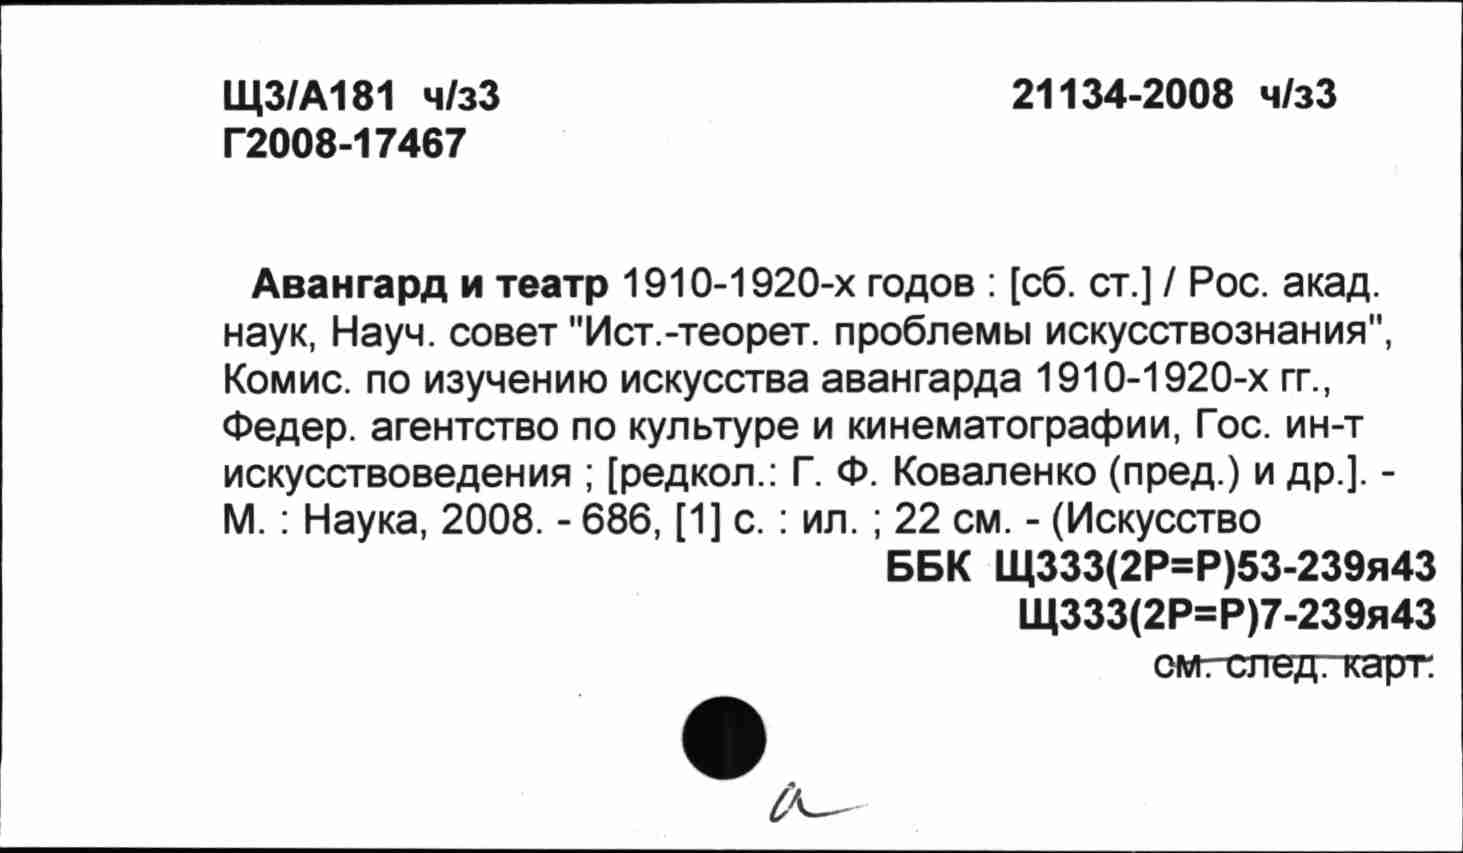 Щ3/А181 ч/з3 21134-2008 ч/з3
Г2008-17467
Авангард и театр 1910-1920-х годов : [сб. ст.] / Рос. акад.
наук, Науч. совет "Ист.-теорет. проблемы искусствознания",
Комис. по изучению искусства авангарда 1910-1920-х гг.,
Федер. агентство по культуре и кинематографии, Гос. ин-т
искусствоведения ; [редкол.: Г. Ф. Коваленко (пред.) и др.]. -
М. : Наука, 2008. - 686, [1] с. : ил. ; 22 см. - (Искусство
ББК Щ333(2Р=Р)53-239я43
Щ333(2Р=Р)7-239я43
см. след. карт.
а